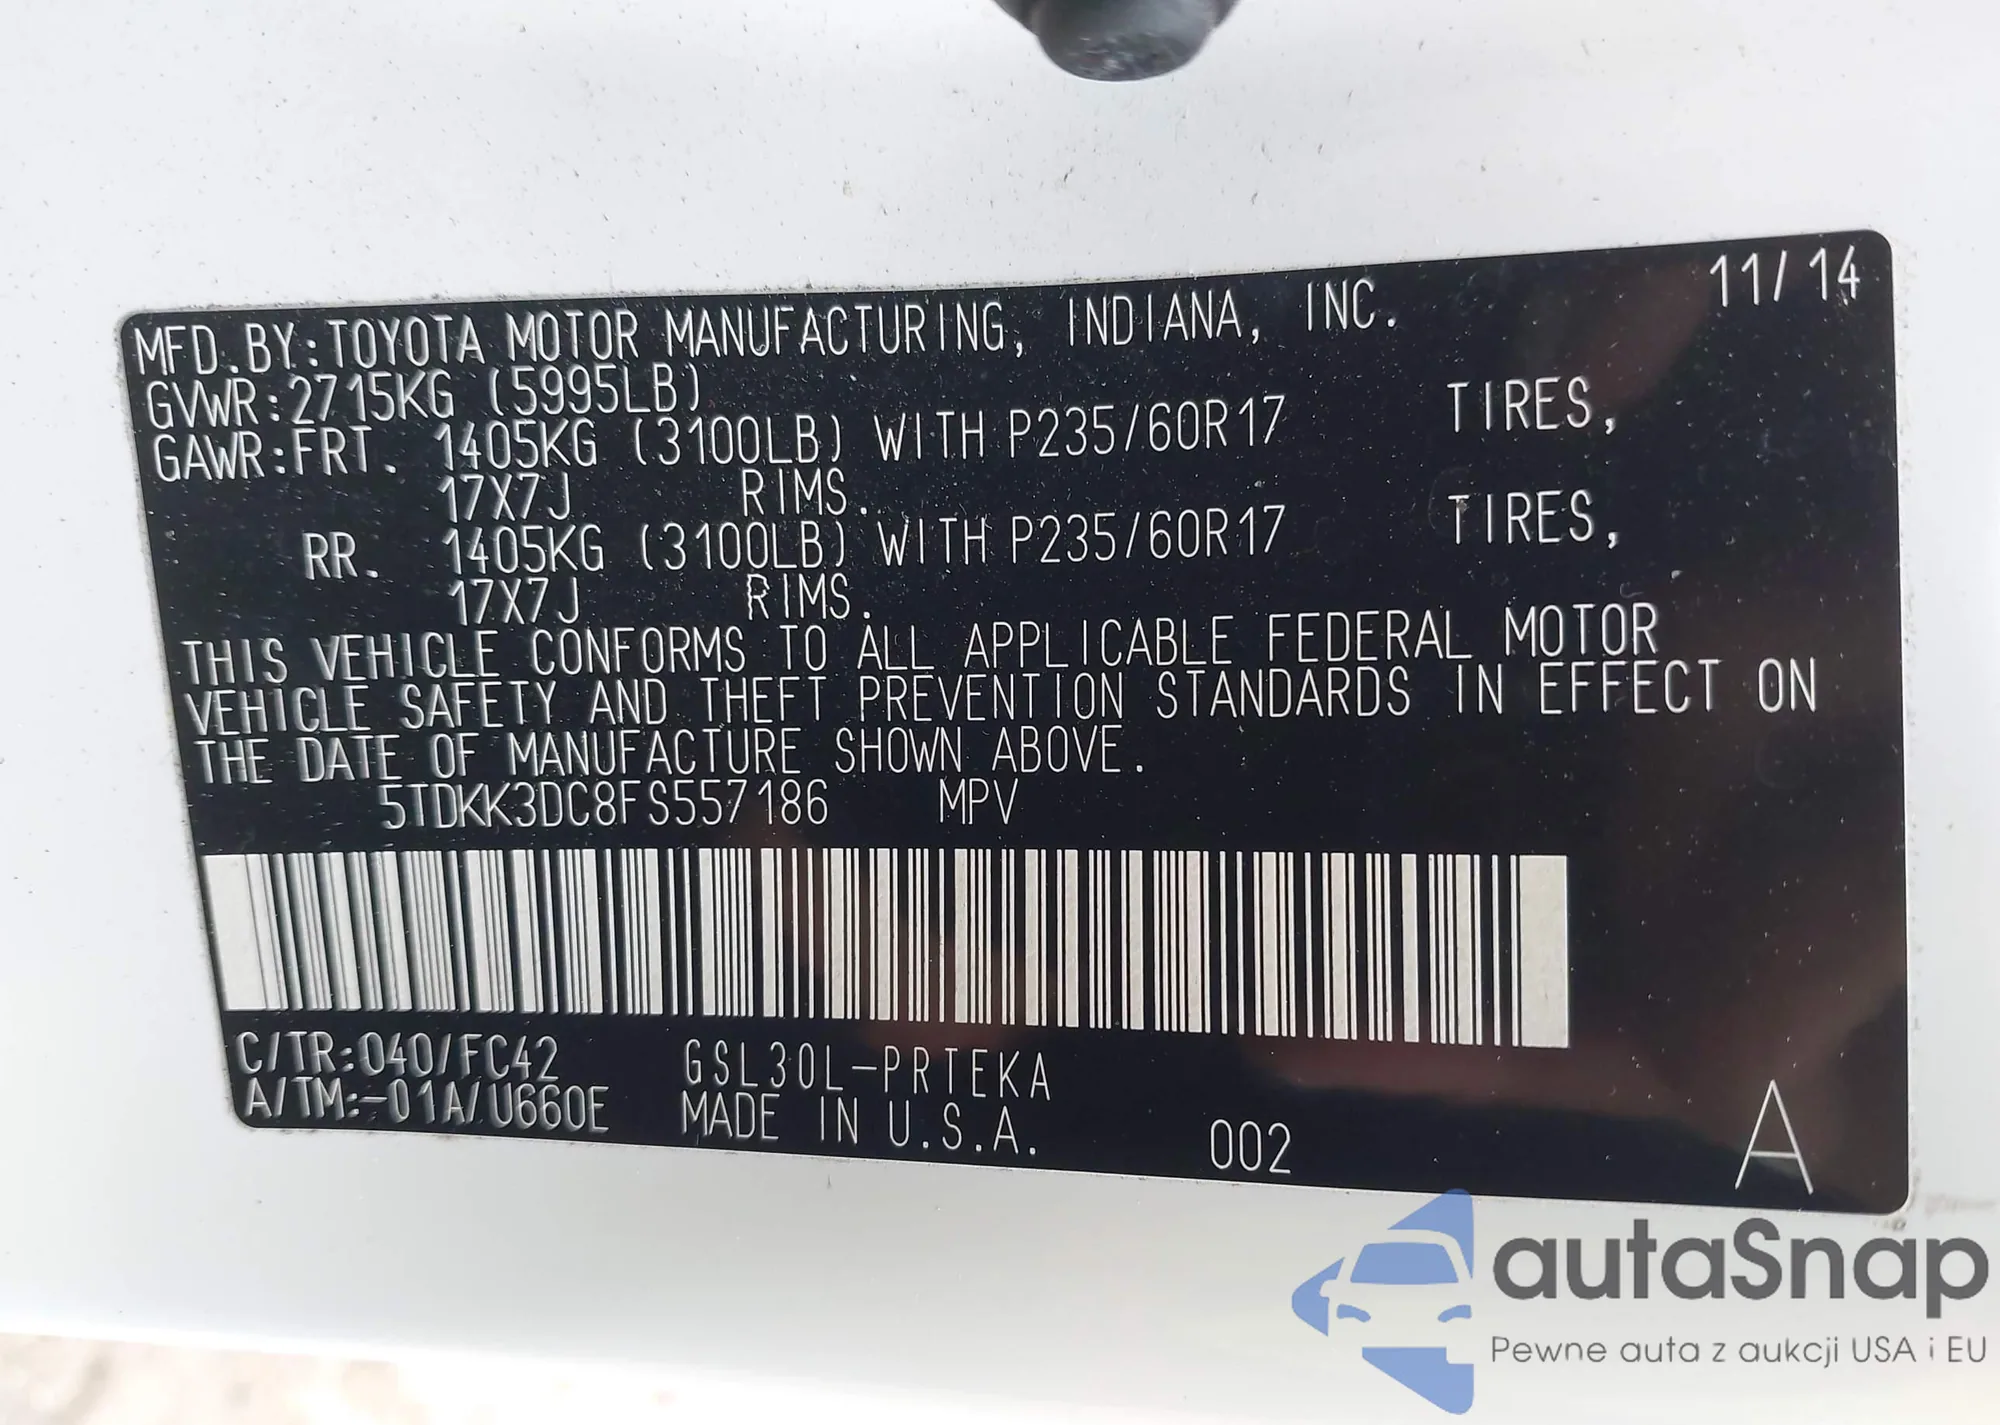 11/14
MFD.BY:TOYOTA MOTOR MANUFACTURING, INDIANA, INC.
GVWR:2715KG (5995LB)
GAWR:FRT. 1405KG (3100LB) WITH P235/60R17 TIRES,
17X7J RIMS.
RR. 1405KG (3100LB) WITH P235/60R17 TIRES,
17X7J RIMS.
THIS VEHICLE CONFORMS TO ALL APPLICABLE FEDERAL MOTOR
VEHICLE SAFETY AND THEFT PREVENTION STANDARDS IN EFFECT ON
THE DATE OF MANUFACTURE SHOWN ABOVE.
5TDKK3DC8FS557186 MPV
C/TR:040/FC42 GSL30L-PRTEKA
A/TM:-01A/U660E MADE IN U.S.A. 002 A
autaSnap
Pewne auta z aukcji USA i EU